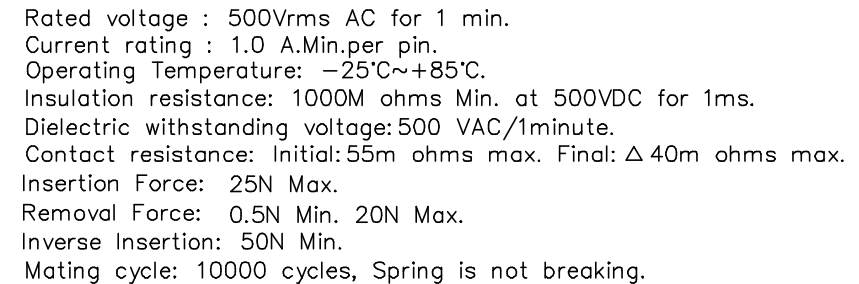 Rated voltage : 500Vrms AC for 1 min.
Current rating : 1.0 A.Min.per pin.
Operating Temperature: −25°C~+85°C.
Insulation resistance: 1000M ohms Min. at 500VDC for 1ms.
Dielectric withstanding voltage:500 VAC/1minute.
Contact resistance: Initial:55m ohms max. Final:△40m ohms max.
Insertion Force: 25N Max.
Removal Force: 0.5N Min. 20N Max.
Inverse Insertion: 50N Min.
Mating cycle: 10000 cycles, Spring is not breaking.